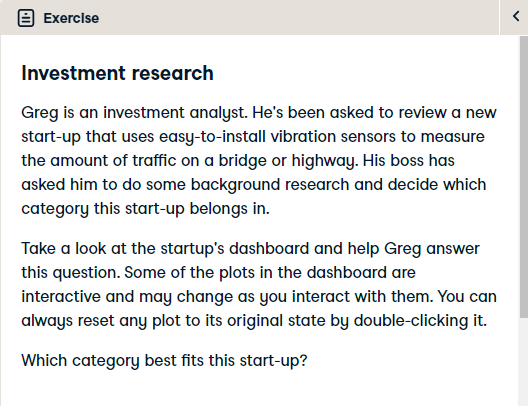 Exercise
Investment research
Greg is an investment analyst. He's been asked to review a new
start-up that uses easy-to-install vibration sensors to measure
the amount of traffic on a bridge or highway. His boss has
asked him to do some background research and decide which
category this start-up belongs in.
Take a look at the startup's dashboard and help Greg answer
this question. Some of the plots in the dashboard are
interactive and may change as you interact with them. You can
always reset any plot to its original state by double-clicking it.
Which category best fits this start-up?